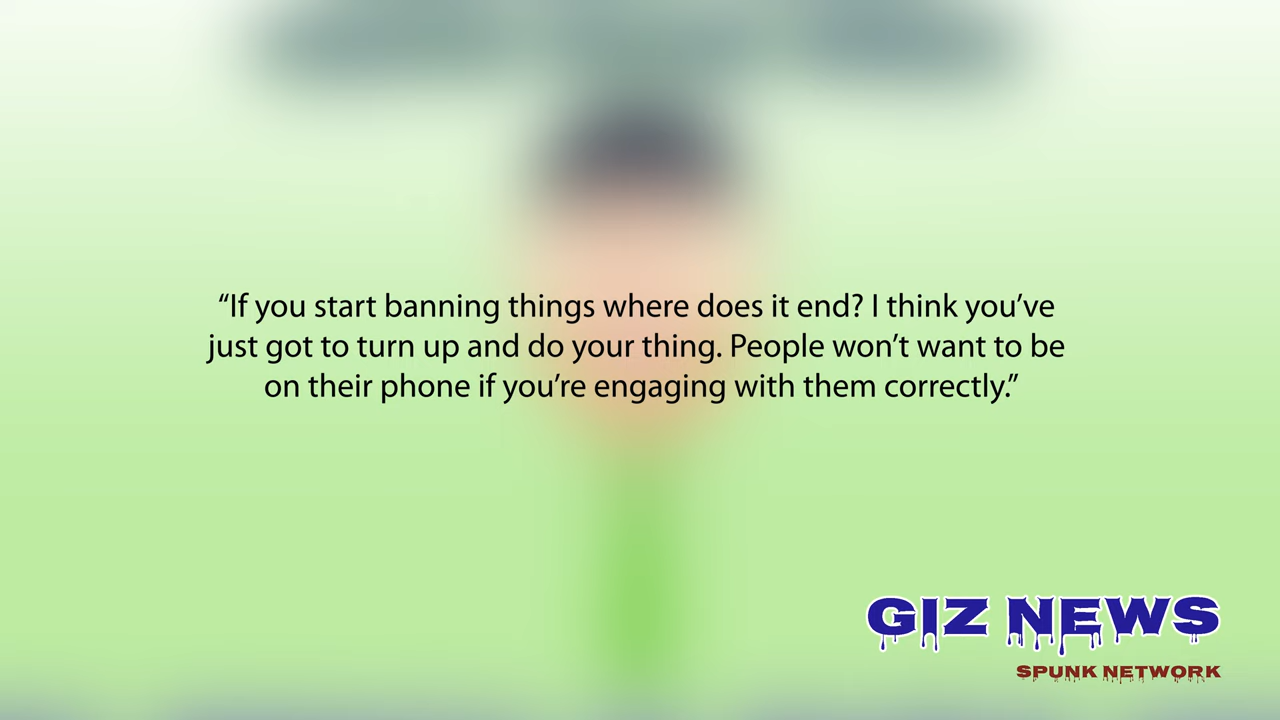 “If you start banning things where does it end? I think you’ve
just got to turn up and do your thing. People won’t want to be
on their phone if you’re engaging with them correctly.”
GIZ NEWS
SPUNK NETWORK